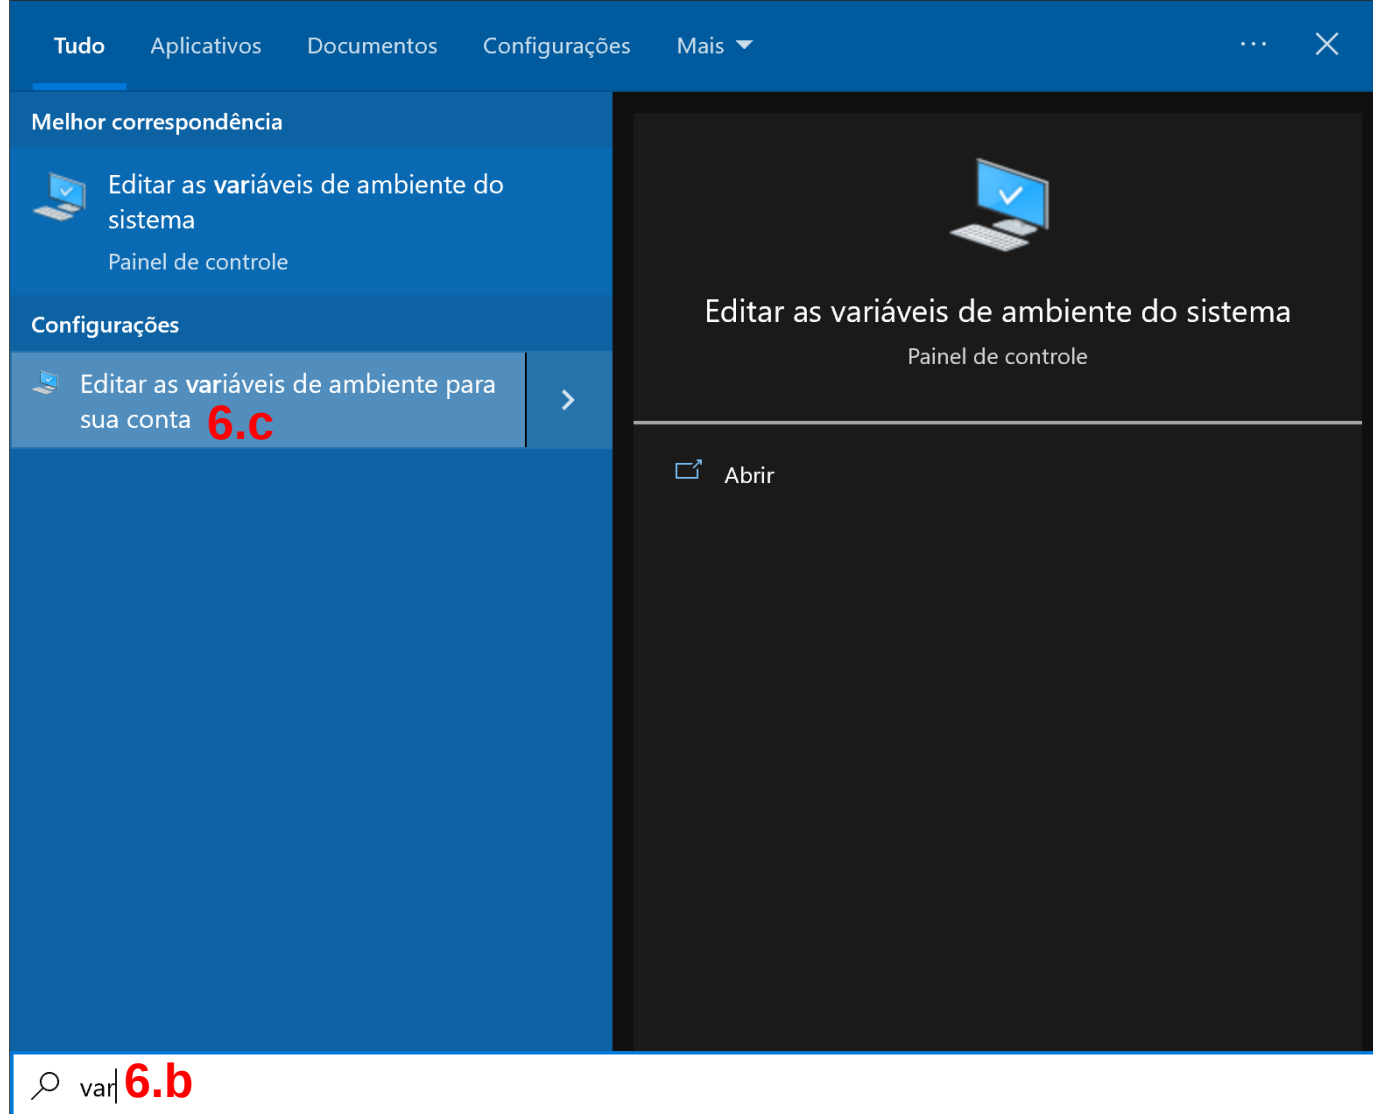 Tudo Aplicativos Documentos Configurações Mais
Melhor correspondência
Editar as variáveis de ambiente do
sistema
Painel de controle
Configurações
Editar as variáveis de ambiente para
sua conta 6.c
Editar as variáveis de ambiente do sistema
Painel de controle
Abrir
var 6.b